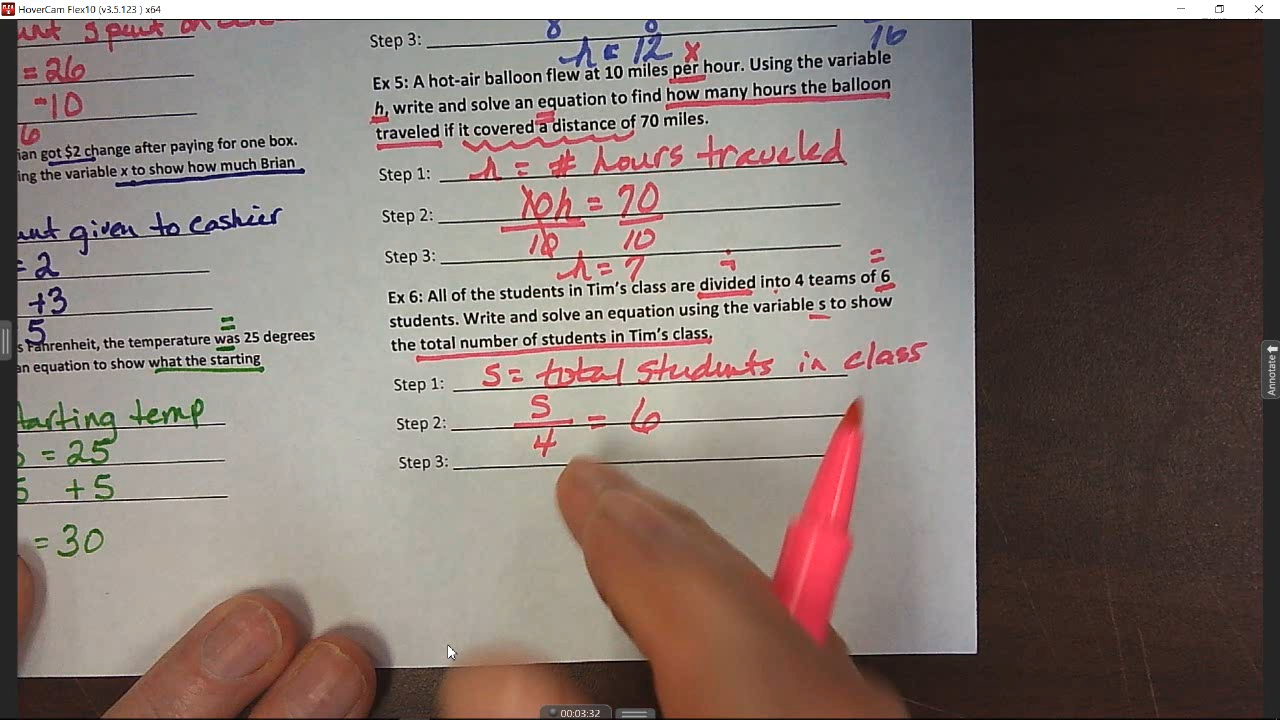 HoverCam Flex10 (v3.5.123 ) x64
= 26
-10
6
ian got $2 change after paying for one box.
ing the variable x to show how much Brian
given to cashier
= 2
+3
5
s Fahrenheit, the temperature was 25 degrees
an equation to show what the starting
tarting temp
= 25
5 +5
= 30
Step 3:
8 8
h = 12
16
x
Ex 5: A hot-air balloon flew at 10 miles per hour. Using the variable
h, write and solve an equation to find how many hours the balloon
traveled if it covered a distance of 70 miles.
Step 1: h = # hours traveled
Step 2: 10h = 70
10 10
Step 3:
h = 7
÷ =
Ex 6: All of the students in Tim's class are divided into 4 teams of 6
students. Write and solve an equation using the variable s to show
the total number of students in Tim's class.
Step 1: S = total students in class
Step 2: S = 6
4
Step 3:
Annotate
00:03:32